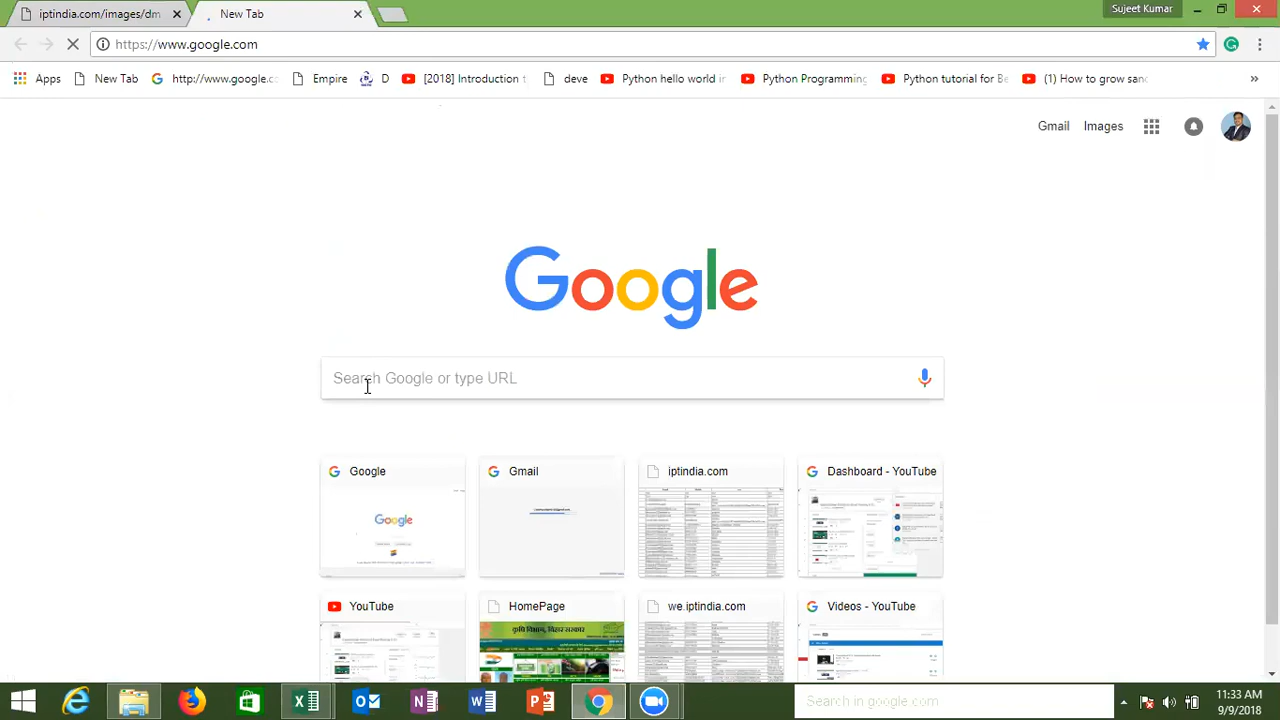 iptindia.com/images/dm
New Tab
Sujeet Kumar
https://www.google.com
Apps
New Tab
http://www.google.c
Empire
D
[2018] Introduction t
deve
Python hello world in
Python Programming
Python tutorial for Be
(1) How to grow sand
»
Gmail
Images
Google
Search Google or type URL
Google
Gmail
iptindia.com
Dashboard - YouTube
YouTube
HomePage
we.iptindia.com
Videos - YouTube
कृषि विभाग, बिहार सरकार
Search in google.com
11:33 AM
9/9/2018